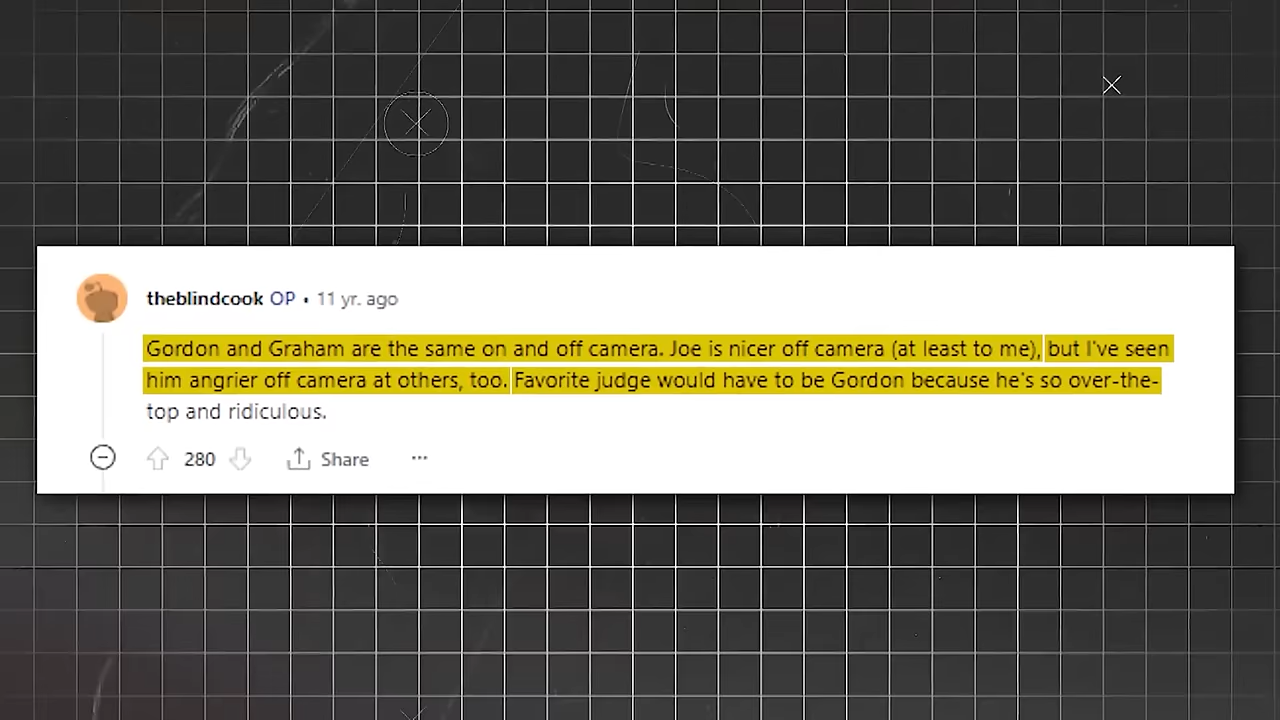 theblindcook OP • 11 yr. ago
Gordon and Graham are the same on and off camera. Joe is nicer off camera (at least to me), but I've seen
him angrier off camera at others, too. Favorite judge would have to be Gordon because he's so over-the-
top and ridiculous.
280 Share ...